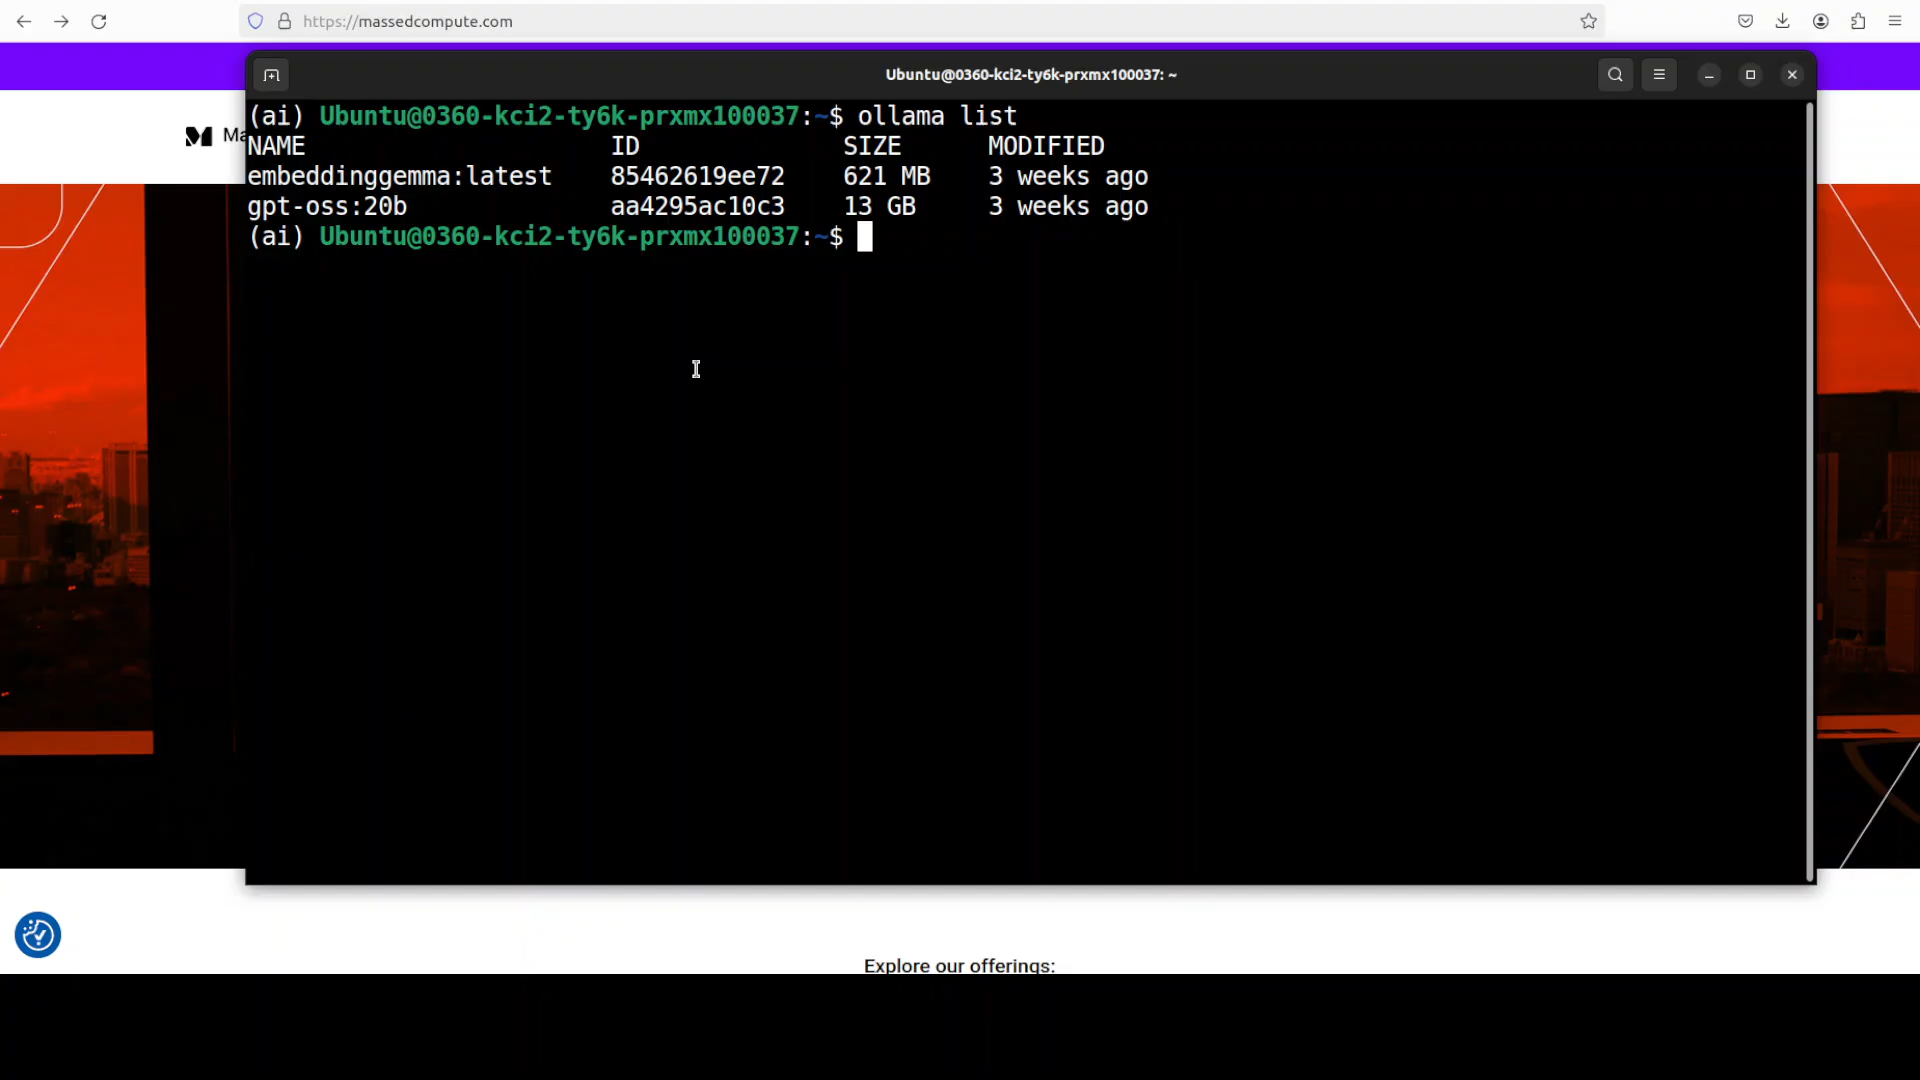 https://massedcompute.com
Ubuntu@0360-kci2-ty6k-prxmx100037: ~
Ma
(ai) Ubuntu@0360-kci2-ty6k-prxmx100037:~$ ollama list
NAME ID SIZE MODIFIED
embeddinggemma:latest 85462619ee72 621 MB 3 weeks ago
gpt-oss:20b aa4295ac10c3 13 GB 3 weeks ago
(ai) Ubuntu@0360-kci2-ty6k-prxmx100037:~$
Explore our offerings: